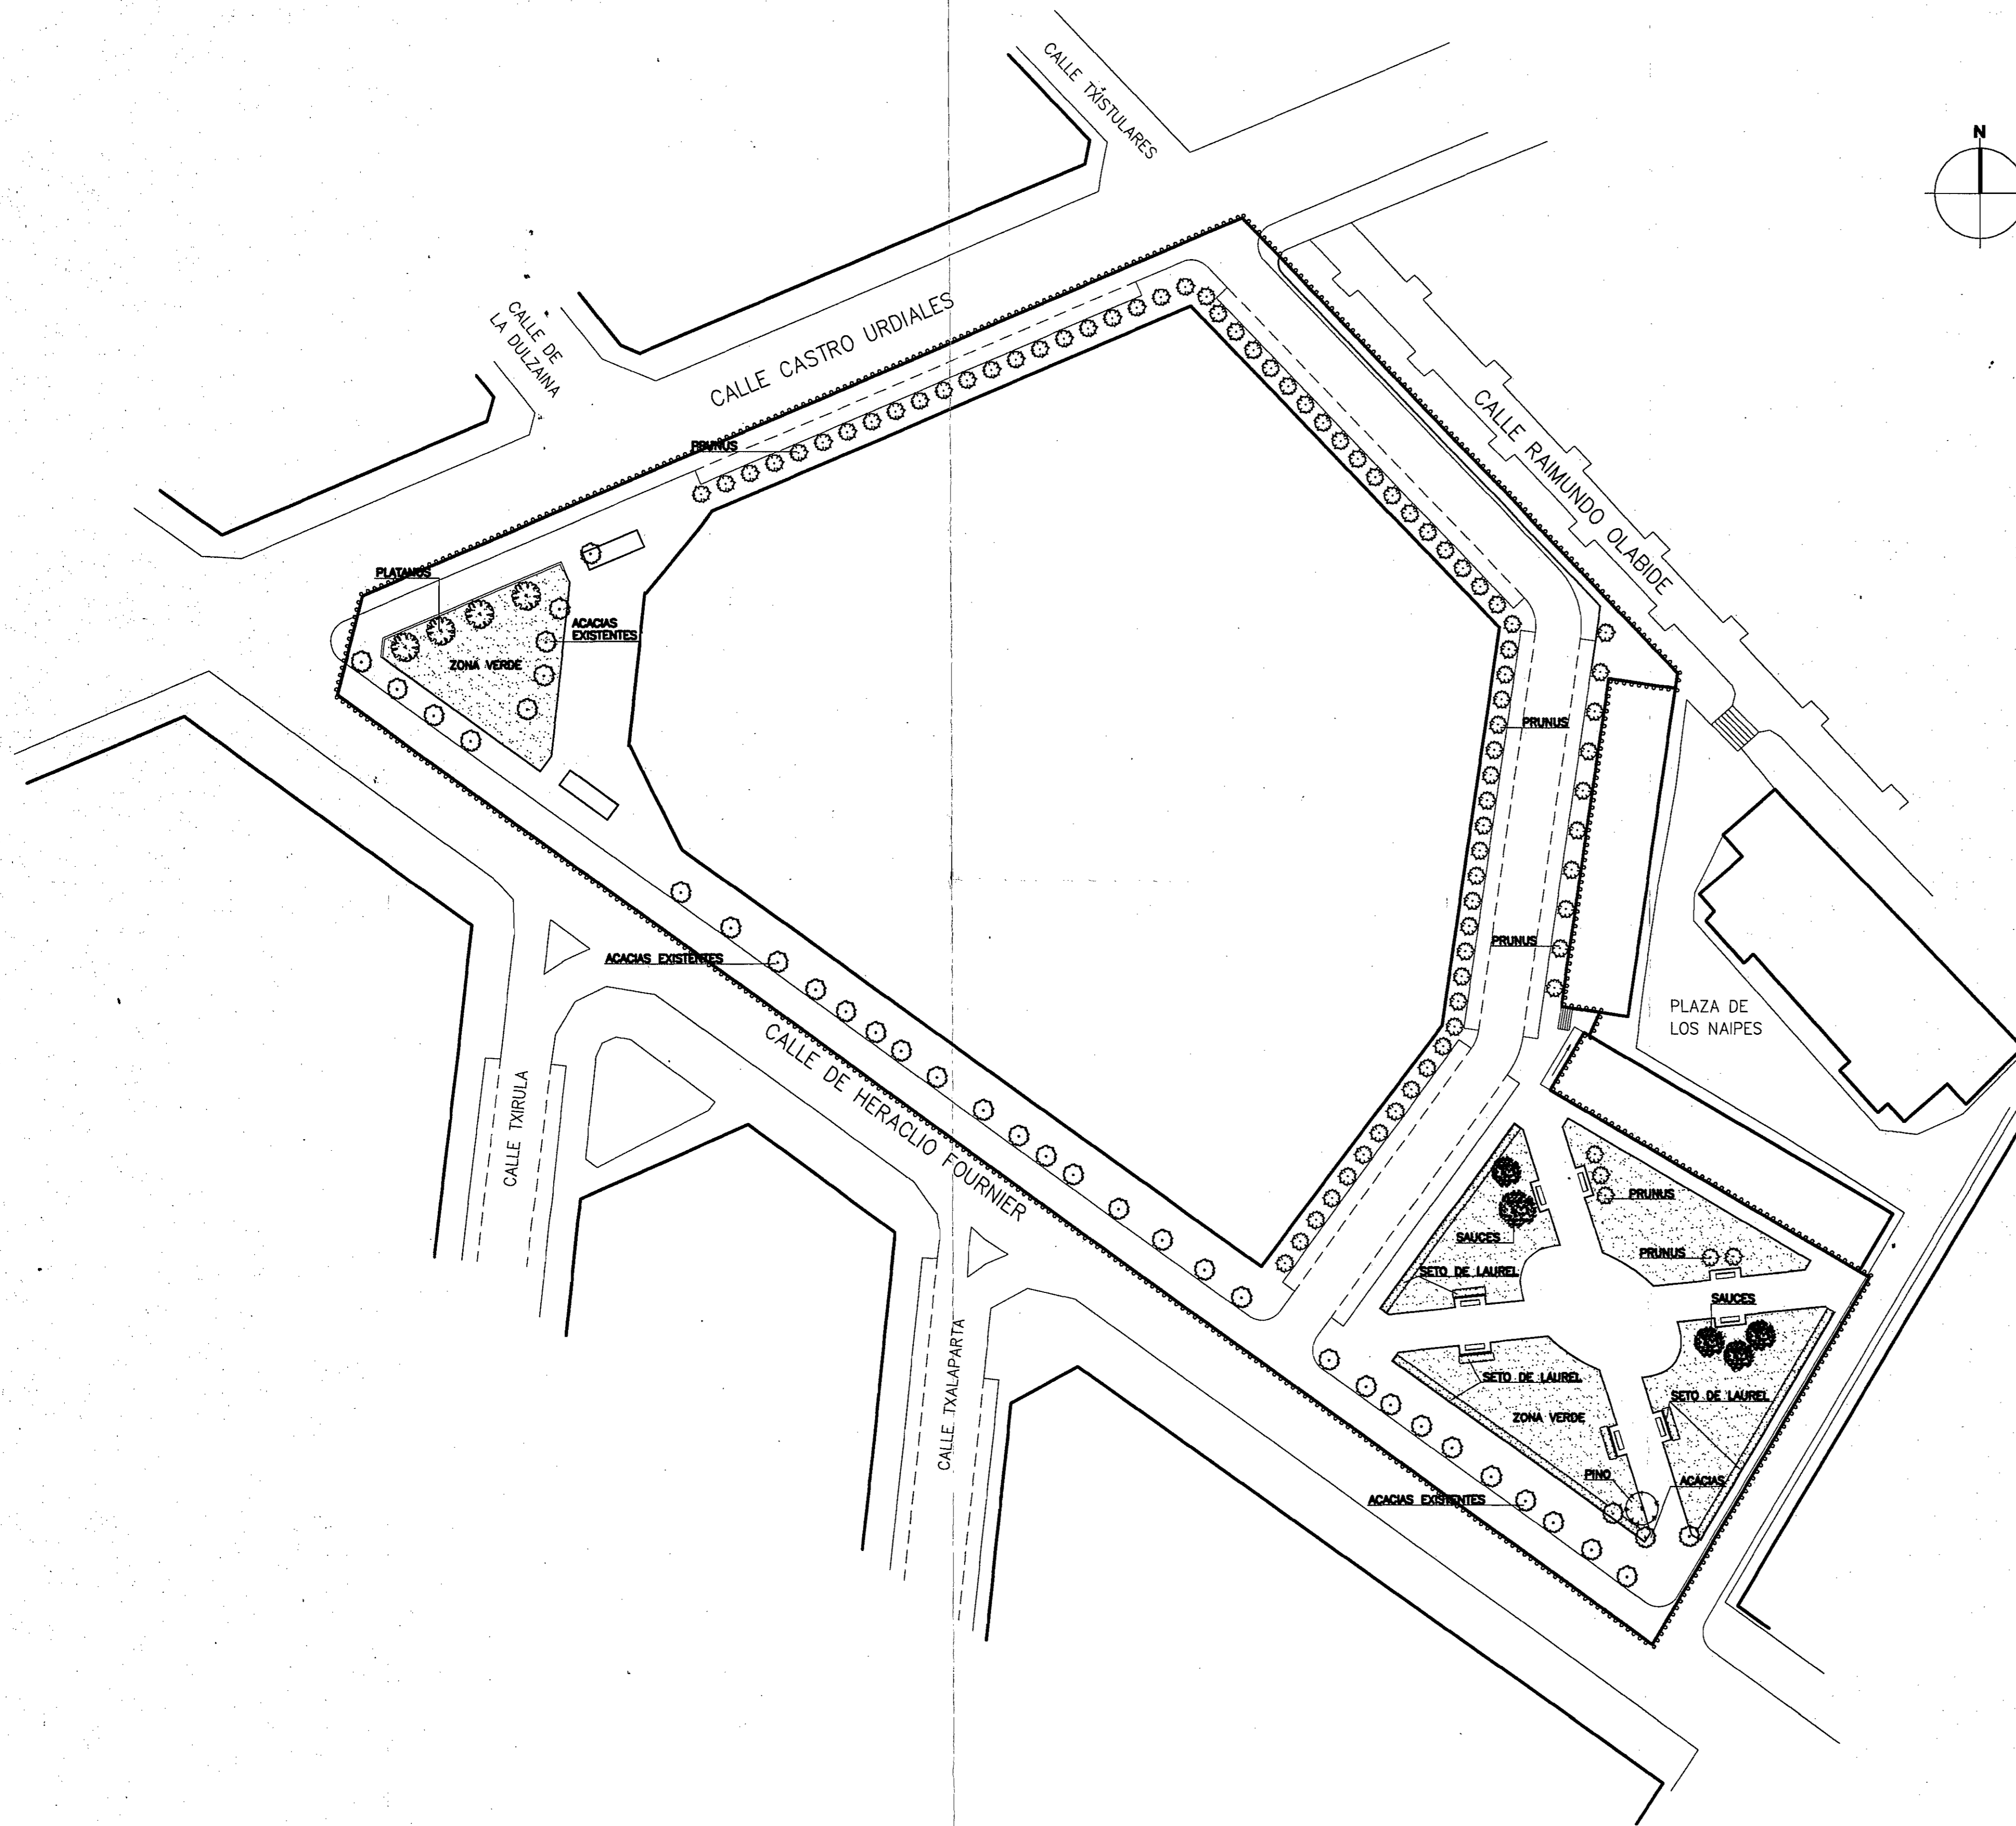 CALLE TXISTULARES
N
CALLE DE
LA DULZAINA
CALLE CASTRO URDIALES
CALLE RAIMUNDO OLABIDE
PRUNUS
PLATANUS
ACACIAS
EXISTENTES
ZONA VERDE
PRUNUS
PRUNUS
ACACIAS EXISTENTES
PLAZA DE
LOS NAIPES
CALLE DE HERACLIO FOURNIER
CALLE TXIRULA
PRUNUS
SAUCES
PRUNUS
SETO DE LAUREL
SAUCES
CALLE TXALAPARTA
SETO DE LAUREL
SETO DE LAUREL
ZONA VERDE
PINO
ACACIAS
ACACIAS EXISTENTES